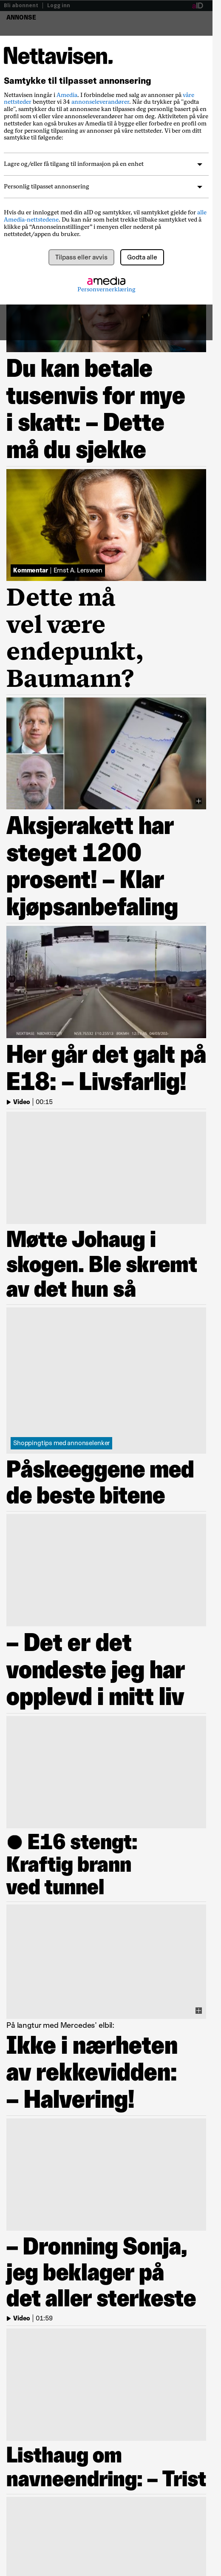 Bli abonnent | Logg inn
aID
ANNONSE
Nettavisen.
Samtykke til tilpasset annonsering
Nettavisen inngår i Amedia. I forbindelse med salg av annonser på våre
nettsteder benytter vi 34 annonseleverandører. Når du trykker på "godta
alle", samtykker du til at annonsene kan tilpasses deg personlig basert på en
profil som vi eller våre annonseleverandører har om deg. Aktiviteten på våre
nettsteder kan også brukes av Amedia til å bygge eller forbedre en profil om
deg for personlig tilpasning av annonser på våre nettsteder. Vi ber om ditt
samtykke til følgende:
Lagre og/eller få tilgang til informasjon på en enhet
Personlig tilpasset annonsering
Hvis du er innlogget med din aID og samtykker, vil samtykket gjelde for alle
Amedia-nettstedene. Du kan når som helst trekke tilbake samtykket ved å
klikke på “Annonseinnstillinger” i menyen eller nederst på
nettstedet/appen du bruker.
Tilpass eller avvis
Godta alle
amedia
Personvernerklæring
Du kan betale
tusenvis for mye
i skatt: – Dette
må du sjekke
Kommentar | Ernst A. Lersveen
Dette må
vel være
endepunkt,
Baumann?
Aksjerakett har
steget 1200
prosent! – Klar
kjøpsanbefaling
Her går det galt på
E18: – Livsfarlig!
Video | 00:15
Møtte Johaug i
skogen. Ble skremt
av det hun så
Shoppingtips med annonselenker
Påskeeggene med
de beste bitene
– Det er det
vondeste jeg har
opplevd i mitt liv
● E16 stengt:
Kraftig brann
ved tunnel
På langtur med Mercedes' elbil:
Ikke i nærheten
av rekkevidden:
– Halvering!
– Dronning Sonja,
jeg beklager på
det aller sterkeste
Video | 01:59
Listhaug om
navneendring: – Trist